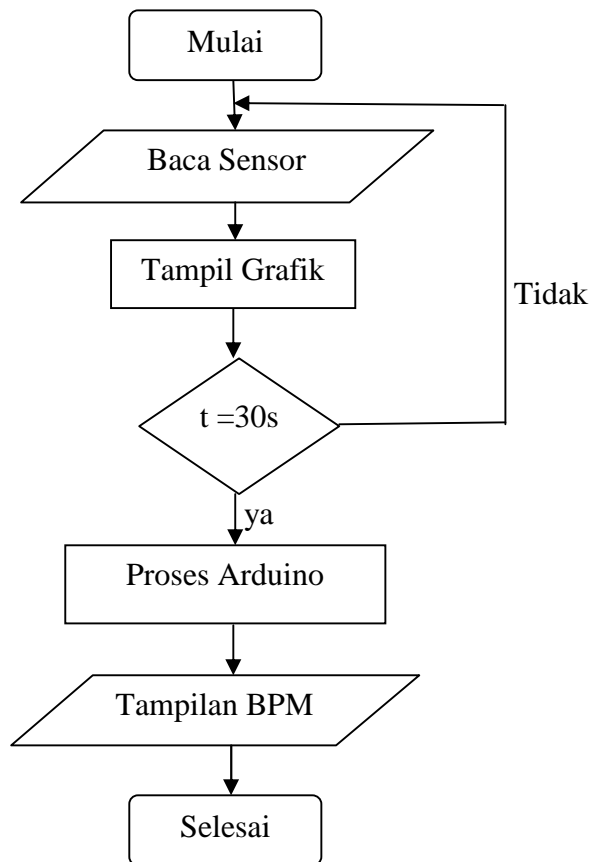 Mulai
Baca Sensor
Tampil Grafik
Tidak
t =30s
ya
Proses Arduino
Tampilan BPM
Selesai